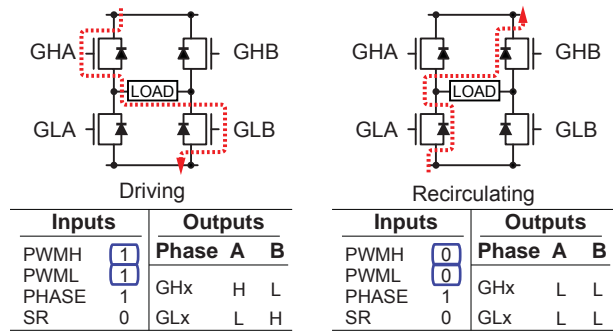 GHA GHB
LOAD
GLA GLB
Driving
Inputs Outputs
PWMH 1 Phase A B
PWML 1
GHx H L
PHASE 1
SR 0 GLx L H
GHA GHB
LOAD
GLA GLB
Recirculating
Inputs Outputs
PWMH 0 Phase A B
PWML 0
GHx L L
PHASE 1
SR 0 GLx L L